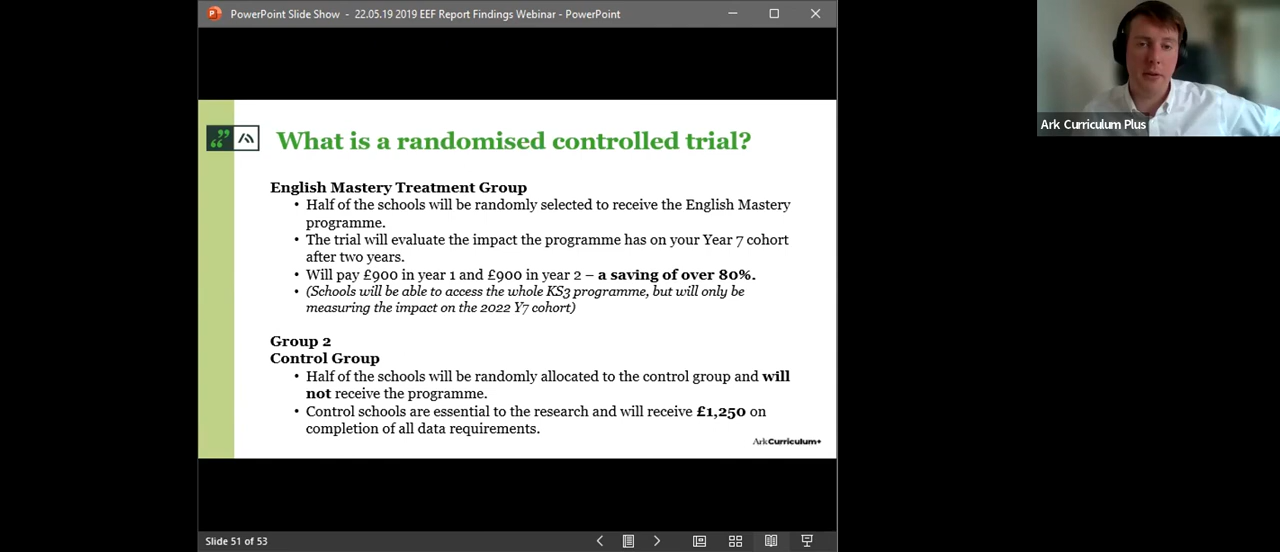 PowerPoint Slide Show - 22.05.19 2019 EEF Report Findings Webinar - PowerPoint
Ark Curriculum Plus
What is a randomised controlled trial?
English Mastery Treatment Group
• Half of the schools will be randomly selected to receive the English Mastery
programme.
• The trial will evaluate the impact the programme has on your Year 7 cohort
after two years.
• Will pay £900 in year 1 and £900 in year 2 – a saving of over 80%.
• (Schools will be able to access the whole KS3 programme, but will only be
measuring the impact on the 2022 Y7 cohort)
Group 2
Control Group
• Half of the schools will be randomly allocated to the control group and will
not receive the programme.
• Control schools are essential to the research and will receive £1,250 on
completion of all data requirements.
ArkCurriculum+
Slide 51 of 53